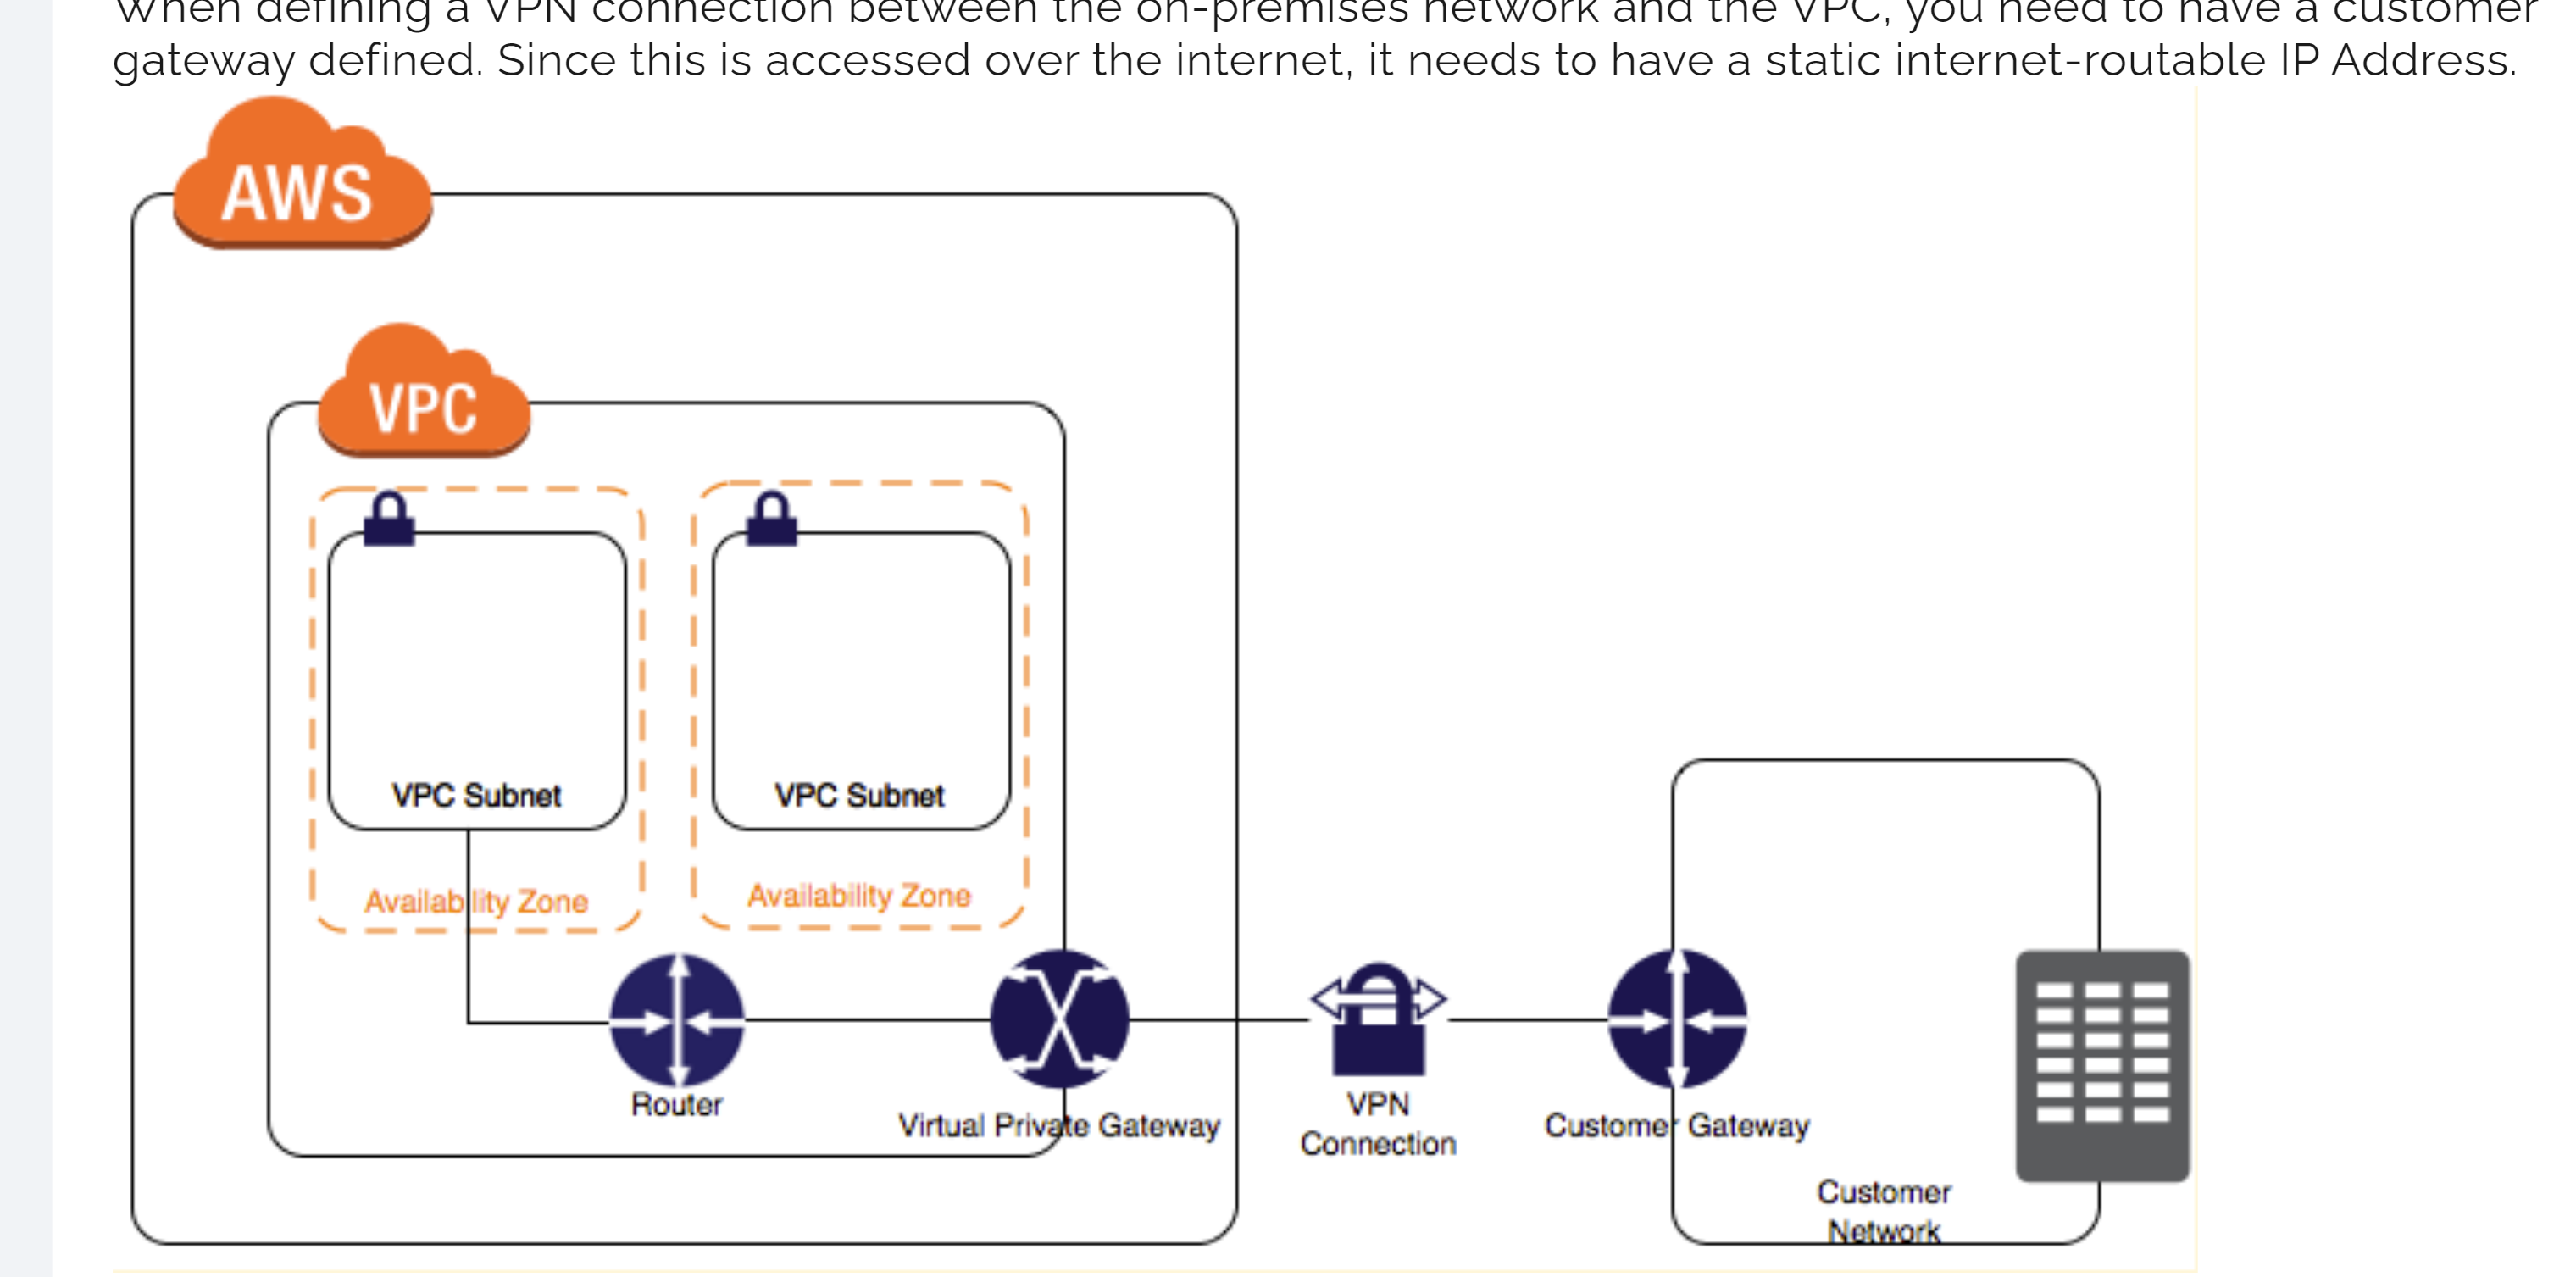 When defining a VPN connection between the on-premises network and the VPC, you need to have a customer
gateway defined. Since this is accessed over the internet, it needs to have a static internet-routable IP Address.
AWS
VPC
VPC Subnet
VPC Subnet
Availability Zone
Availability Zone
Router
Virtual Private Gateway
VPN
Connection
Customer Gateway
Customer
Network